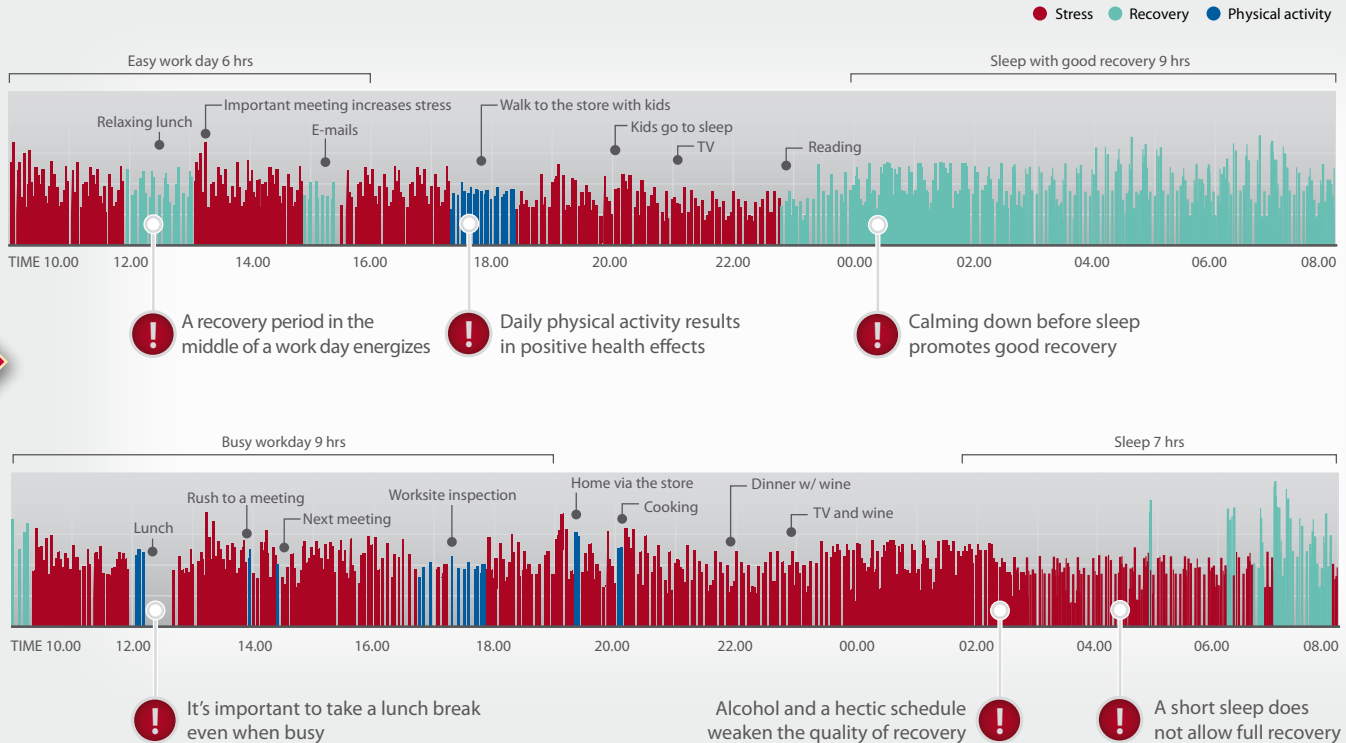 Stress Recovery Physical activity
Easy work day 6 hrs
Sleep with good recovery 9 hrs
Important meeting increases stress
Walk to the store with kids
Relaxing lunch
E-mails
Kids go to sleep
TV
Reading
TIME 10.00 12.00 14.00 16.00 18.00 20.00 22.00 00.00 02.00 04.00 06.00 08.00
!
A recovery period in the
middle of a work day energizes
!
Daily physical activity results
in positive health effects
!
Calming down before sleep
promotes good recovery
Busy workday 9 hrs
Sleep 7 hrs
Lunch
Rush to a meeting
Next meeting
Worksite inspection
Home via the store
Cooking
Dinner w/ wine
TV and wine
TIME 10.00 12.00 14.00 16.00 18.00 20.00 22.00 00.00 02.00 04.00 06.00 08.00
!
It's important to take a lunch break
even when busy
Alcohol and a hectic schedule
weaken the quality of recovery
!
!
A short sleep does
not allow full recovery